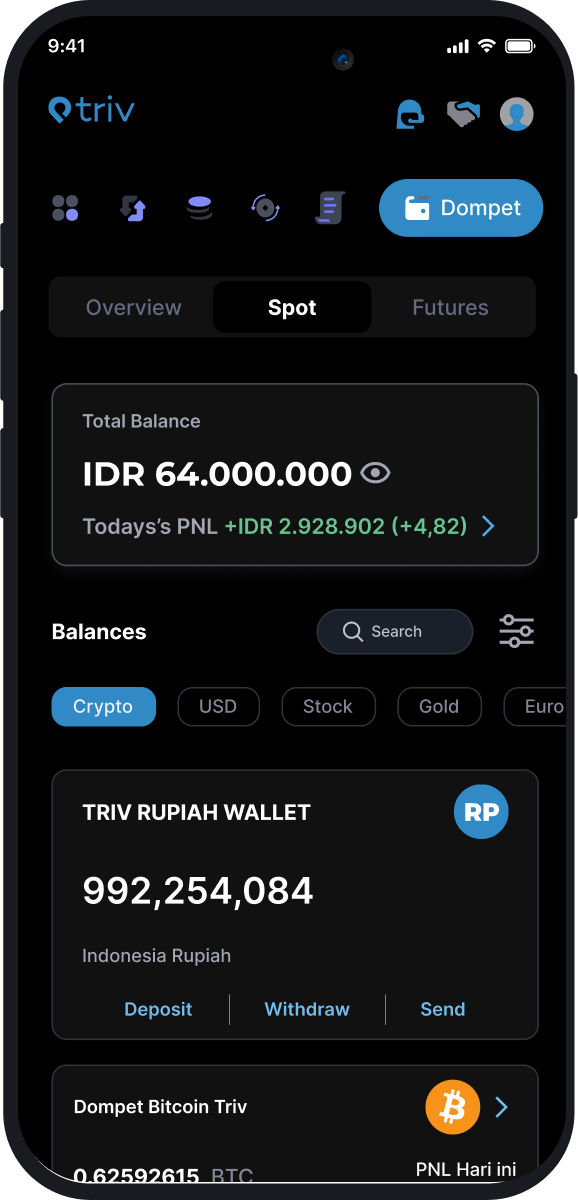 9:41
triv
Dompet
Overview Spot Futures
Total Balance
IDR 64.000.000
Todays’s PNL +IDR 2.928.902 (+4,82)
Balances Search
Crypto USD Stock Gold Euro
TRIV RUPIAH WALLET RP
992,254,084
Indonesia Rupiah
Deposit Withdraw Send
Dompet Bitcoin Triv
PNL Hari ini
0.62592615 BTC